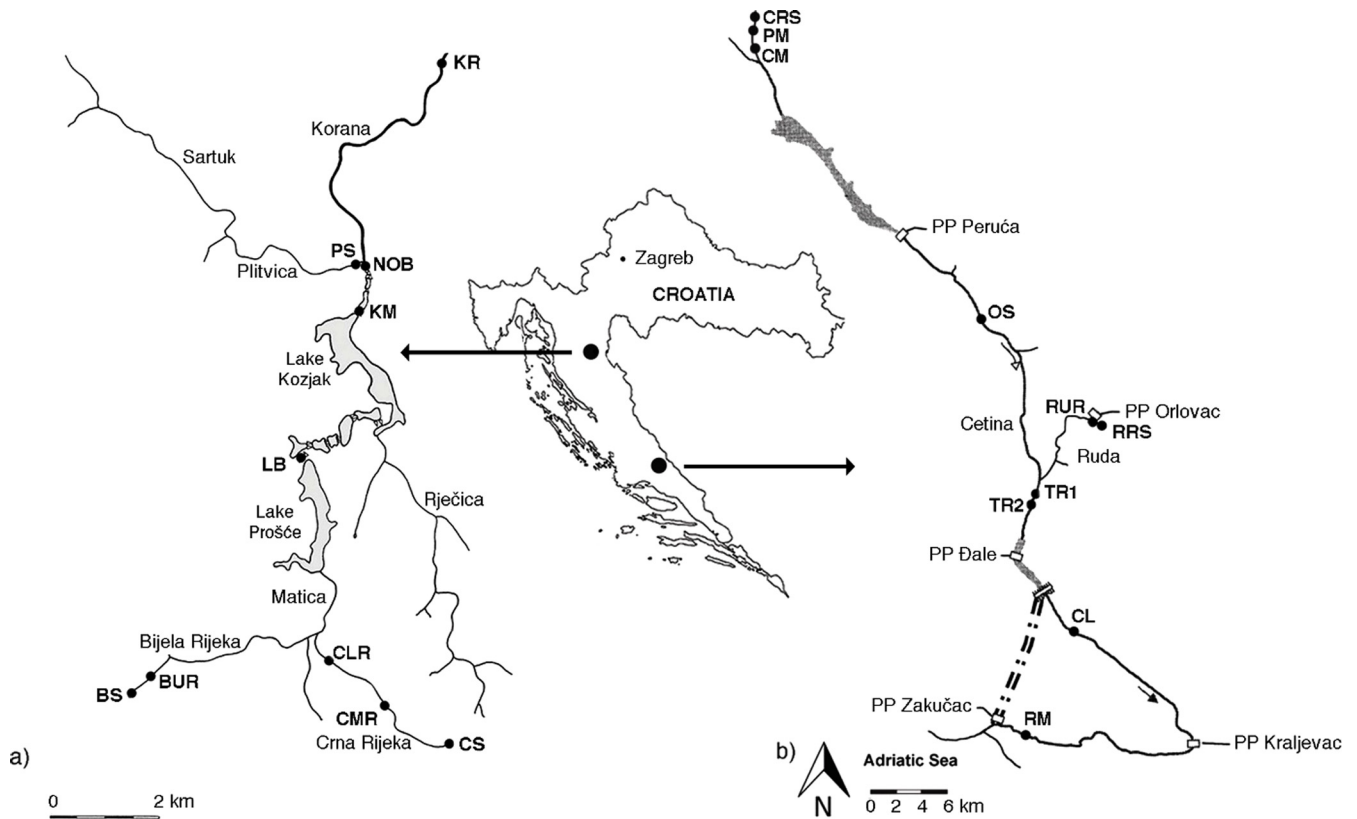 KR
Korana
Sartuk
PS
NOB
Plitvica
KM
Lake
Kozjak
LB
Rječica
Lake
Prošće
Matica
Bijela Rijeka
CLR
BUR
BS
CMR
CS
Crna Rijeka
a)
0 2 km
Zagreb
CROATIA
CRS
PM
CM
PP Peruća
OS
Cetina
RUR
PP Orlovac
RRS
Ruda
TR1
TR2
PP Đale
CL
PP Zakučac
RM
PP Kraljevac
b)
N
Adriatic Sea
0 2 4 6 km